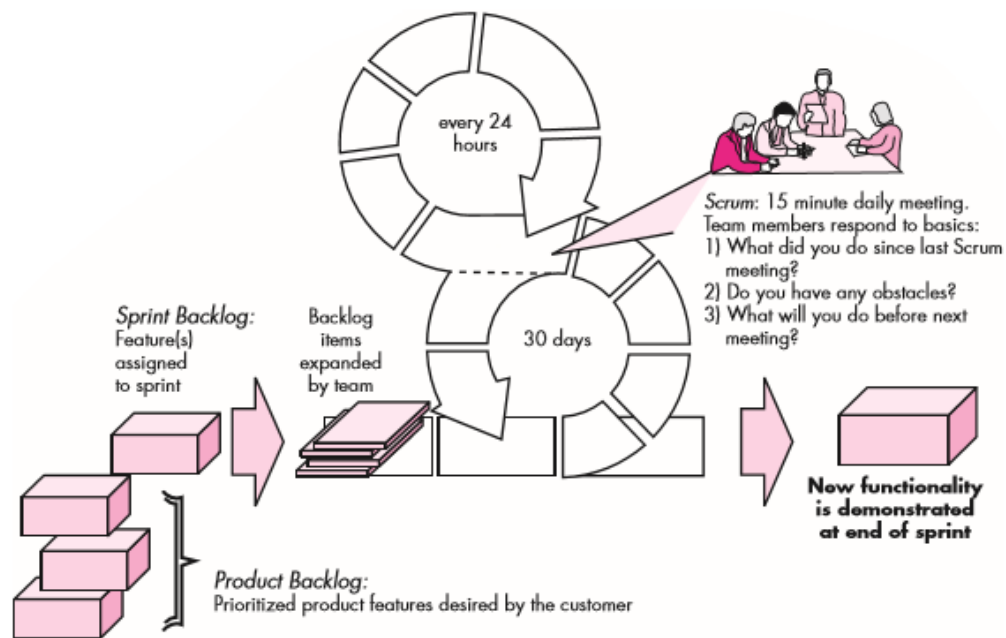 every 24
hours
Scrum: 15 minute daily meeting.
Team members respond to basics:
1) What did you do since last Scrum
meeting?
2) Do you have any obstacles?
3) What will you do before next
meeting?
Sprint Backlog:
Feature(s)
assigned
to sprint
Backlog
items
expanded
by team
30 days
New functionality
is demonstrated
at end of sprint
Product Backlog:
Prioritized product features desired by the customer